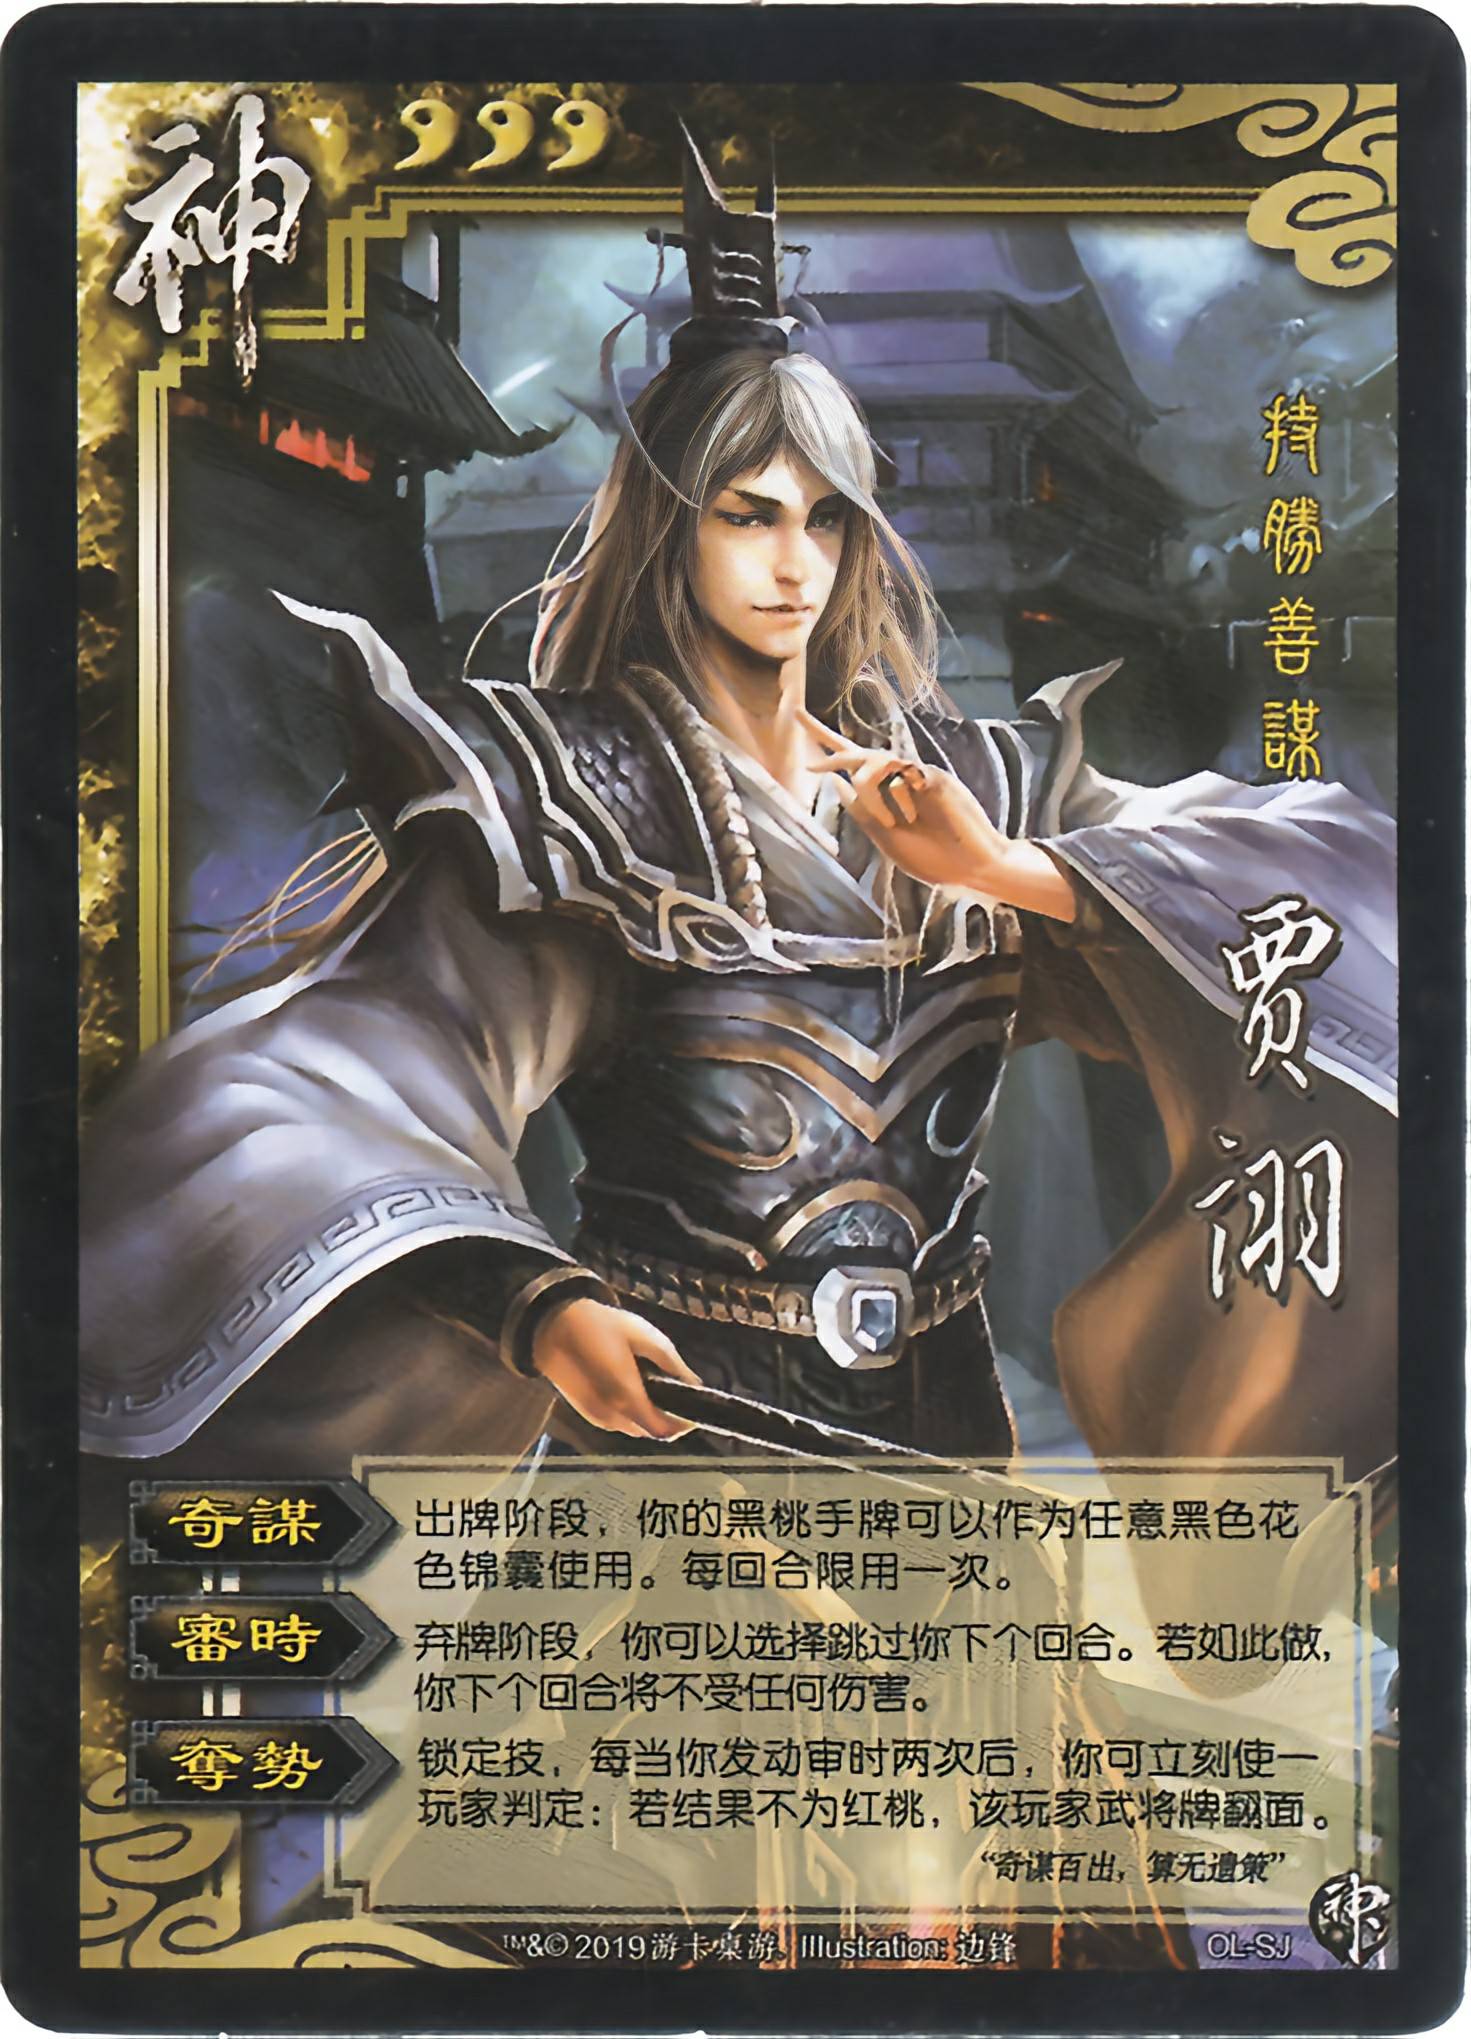 神
持勝善謀
賈詡
奇謀
出牌阶段，你的黑桃手牌可以作为任意黑色花
色锦囊使用。每回合限用一次。
審時
弃牌阶段，你可以选择跳过你下个回合。若如此做，
你下个回合将不受任何伤害。
奪勢
锁定技，每当你发动审时两次后，你可立刻使一
玩家判定：若结果不为红桃，该玩家武将牌翻面。
“奇谋百出，算无遗策”
™&© 2019游卡桌游. Illustration: 边锋
OL-SJ
神